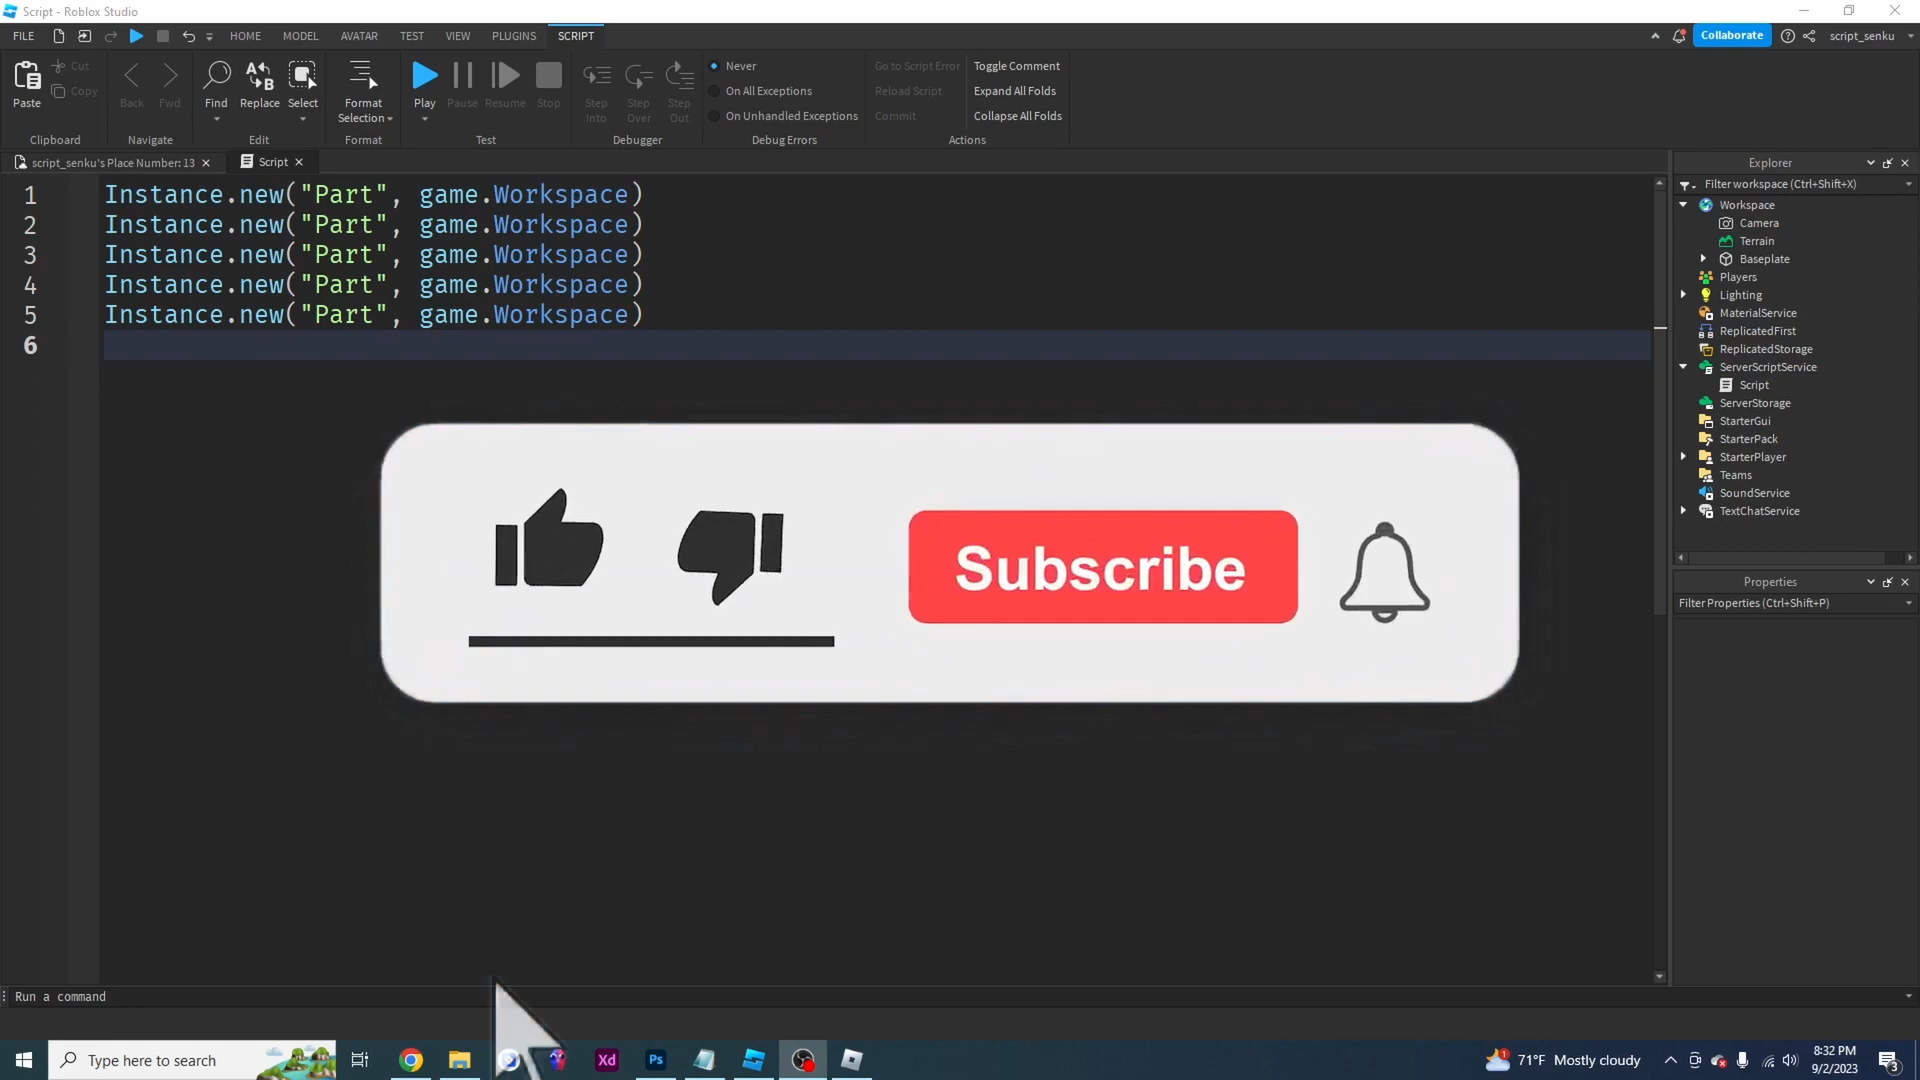 Script - Roblox Studio
FILE HOME MODEL AVATAR TEST VIEW PLUGINS SCRIPT Collaborate script_senku
Paste Cut Copy Back Fwd Find Replace Select Format Selection Play Pause Resume Stop Step Into Step Over Step Out
Never
On All Exceptions
On Unhandled Exceptions
Go to Script Error
Reload Script
Commit
Toggle Comment
Expand All Folds
Collapse All Folds
Clipboard Navigate Edit Format Test Debugger Debug Errors Actions
script_senku's Place Number: 13 Script
1 Instance.new("Part", game.Workspace)
2 Instance.new("Part", game.Workspace)
3 Instance.new("Part", game.Workspace)
4 Instance.new("Part", game.Workspace)
5 Instance.new("Part", game.Workspace)
6
Subscribe
Explorer
Filter workspace (Ctrl+Shift+X)
Workspace
Camera
Terrain
Baseplate
Players
Lighting
MaterialService
ReplicatedFirst
ReplicatedStorage
ServerScriptService
Script
ServerStorage
StarterGui
StarterPack
StarterPlayer
Teams
SoundService
TextChatService
Properties
Filter Properties (Ctrl+Shift+P)
Run a command
Type here to search
Xd
Ps
1
71°F Mostly cloudy
8:32 PM
9/2/2023
3